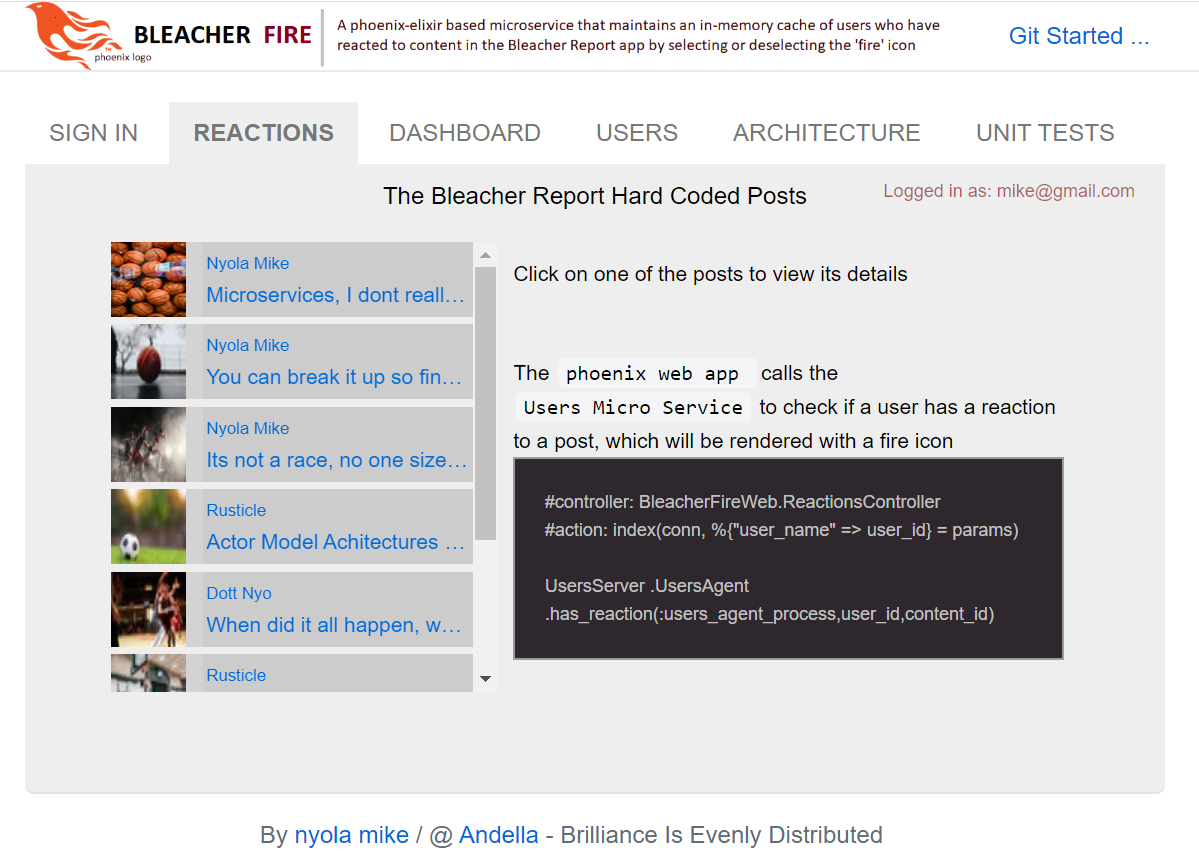 BLEACHER FIRE
phoenix logo
A phoenix-elixir based microservice that maintains an in-memory cache of users who have
reacted to content in the Bleacher Report app by selecting or deselecting the 'fire' icon
Git Started ...
SIGN IN
REACTIONS
DASHBOARD
USERS
ARCHITECTURE
UNIT TESTS
The Bleacher Report Hard Coded Posts
Logged in as: mike@gmail.com
Nyola Mike
Microservices, I dont reall…
Nyola Mike
You can break it up so fin…
Nyola Mike
Its not a race, no one size…
Rusticle
Actor Model Achitectures …
Dott Nyo
When did it all happen, w…
Rusticle
Click on one of the posts to view its details
The phoenix web app calls the
Users Micro Service to check if a user has a reaction
to a post, which will be rendered with a fire icon
#controller: BleacherFireWeb.ReactionsController
#action: index(conn, %{"user_name" => user_id} = params)
UsersServer .UsersAgent
.has_reaction(:users_agent_process,user_id,content_id)
By nyola mike / @ Andella - Brilliance Is Evenly Distributed